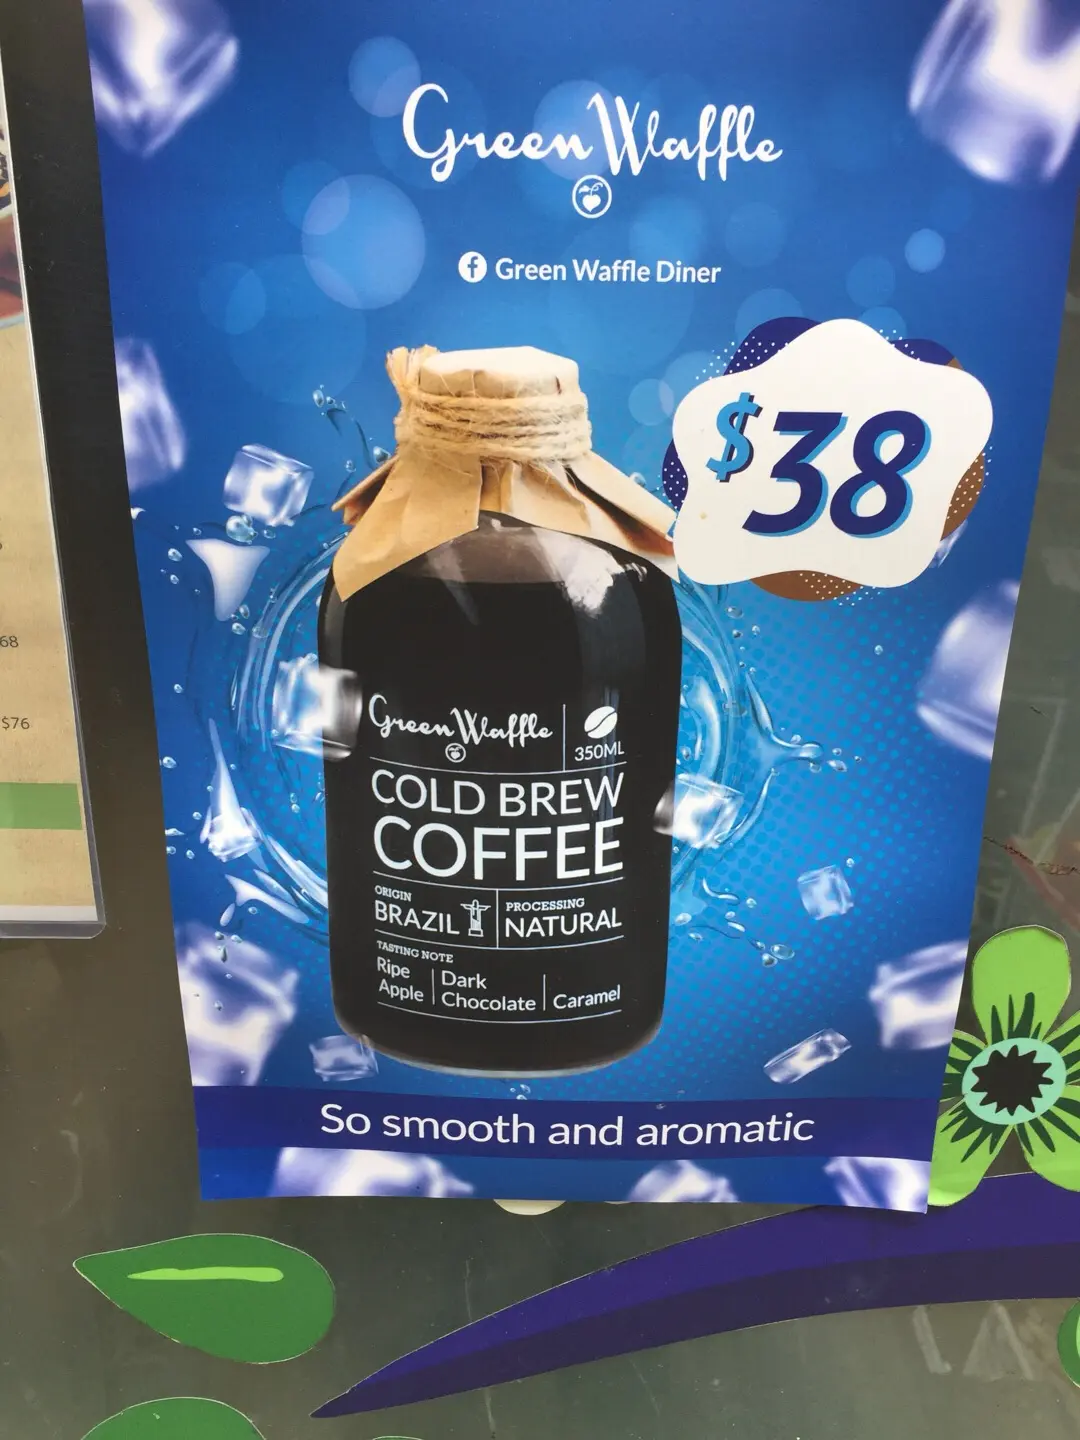 Green Waffle
f Green Waffle Diner
$38
Green Waffle
350ML
COLD BREW
COFFEE
ORIGIN
BRAZIL
PROCESSING
NATURAL
TASTING NOTE
Ripe
Apple
Dark
Chocolate
Caramel
So smooth and aromatic
68
$76